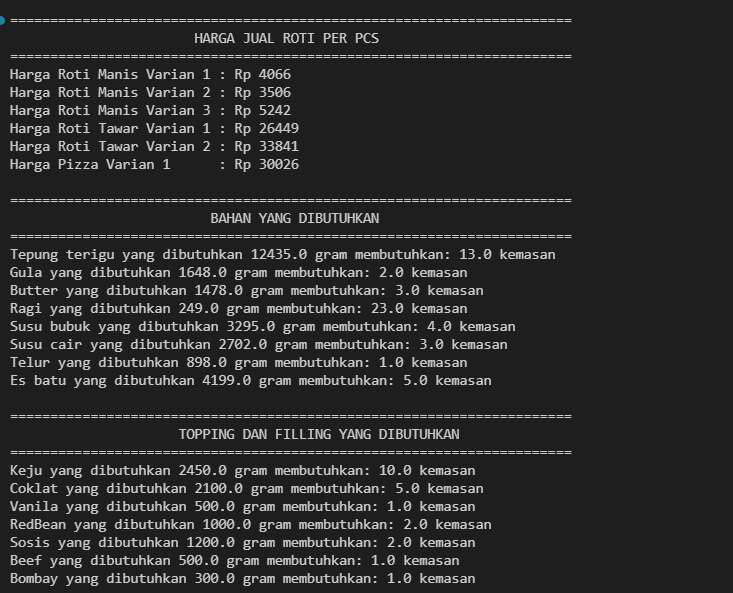 ======================================================================
HARGA JUAL ROTI PER PCS
======================================================================
Harga Roti Manis Varian 1 : Rp 4066
Harga Roti Manis Varian 2 : Rp 3506
Harga Roti Manis Varian 3 : Rp 5242
Harga Roti Tawar Varian 1 : Rp 26449
Harga Roti Tawar Varian 2 : Rp 33841
Harga Pizza Varian 1      : Rp 30026
======================================================================
BAHAN YANG DIBUTUHKAN
======================================================================
Tepung terigu yang dibutuhkan 12435.0 gram membutuhkan: 13.0 kemasan
Gula yang dibutuhkan 1648.0 gram membutuhkan: 2.0 kemasan
Butter yang dibutuhkan 1478.0 gram membutuhkan: 3.0 kemasan
Ragi yang dibutuhkan 249.0 gram membutuhkan: 23.0 kemasan
Susu bubuk yang dibutuhkan 3295.0 gram membutuhkan: 4.0 kemasan
Susu cair yang dibutuhkan 2702.0 gram membutuhkan: 3.0 kemasan
Telur yang dibutuhkan 898.0 gram membutuhkan: 1.0 kemasan
Es batu yang dibutuhkan 4199.0 gram membutuhkan: 5.0 kemasan
======================================================================
TOPPING DAN FILLING YANG DIBUTUHKAN
======================================================================
Keju yang dibutuhkan 2450.0 gram membutuhkan: 10.0 kemasan
Coklat yang dibutuhkan 2100.0 gram membutuhkan: 5.0 kemasan
Vanila yang dibutuhkan 500.0 gram membutuhkan: 1.0 kemasan
RedBean yang dibutuhkan 1000.0 gram membutuhkan: 2.0 kemasan
Sosis yang dibutuhkan 1200.0 gram membutuhkan: 2.0 kemasan
Beef yang dibutuhkan 500.0 gram membutuhkan: 1.0 kemasan
Bombay yang dibutuhkan 300.0 gram membutuhkan: 1.0 kemasan